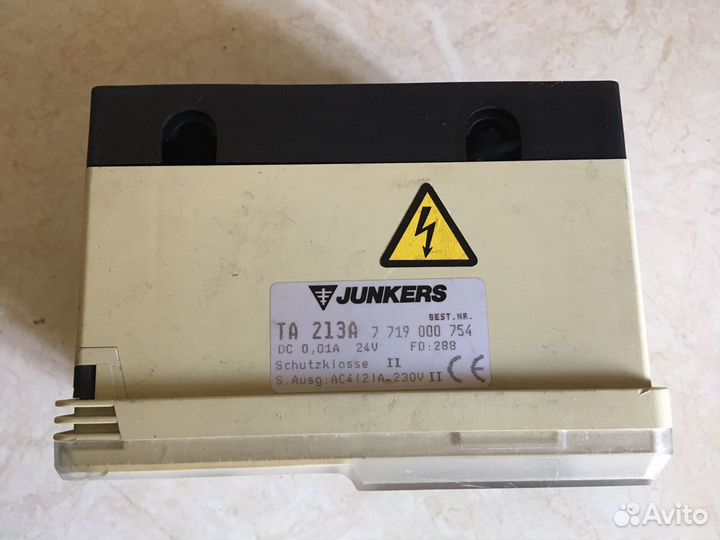 JUNKERS
BEST.NR.
TA 213A 7 719 000 754
DC 0,01A 24V FD:288
Schutzklasse II
S.Ausg:AC4(2)A~230V II CE
Avito